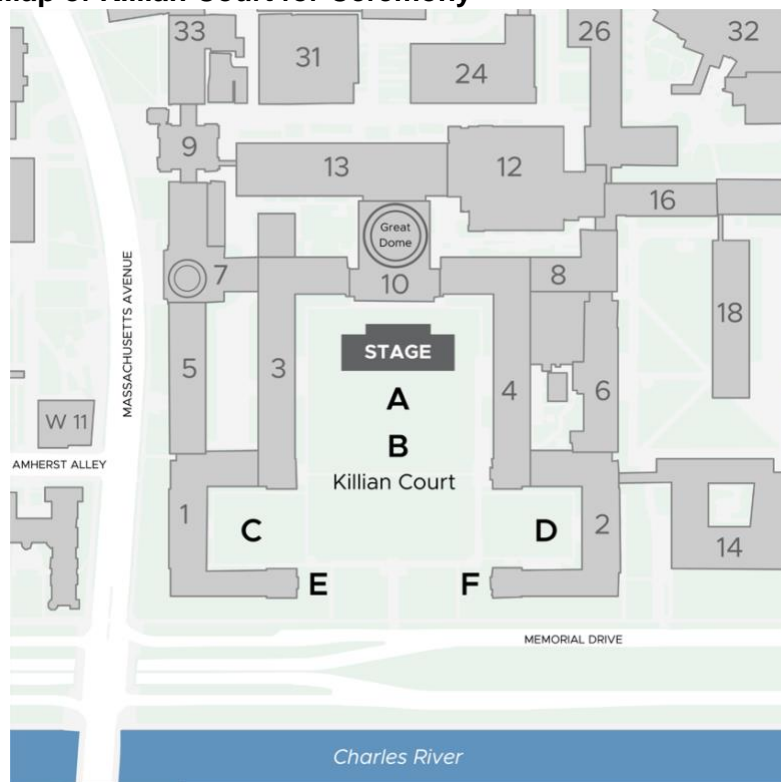 33
31
24
26
32
9
13
12
16
Great
Dome
7
10
8
18
MASSACHUSETTS AVENUE
STAGE
5
3
A
4
6
W 11
B
AMHERST ALLEY
Killian Court
1
C
D
2
14
E
F
MEMORIAL DRIVE
Charles River